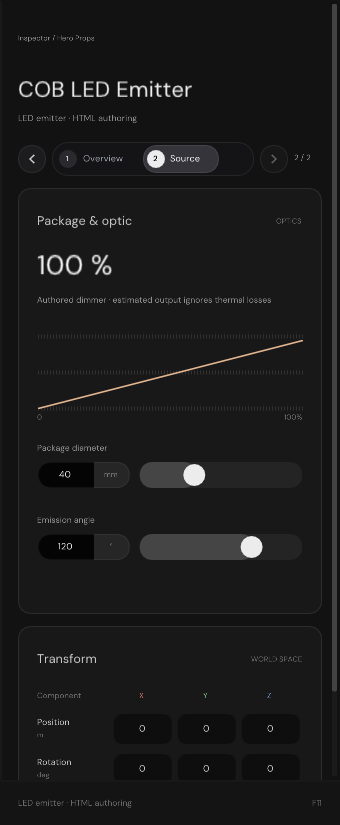 Inspector / Hero Props
COB LED Emitter
LED emitter · HTML authoring
1 Overview 2 Source 2 / 2
Package & optic OPTICS
100 %
Authored dimmer · estimated output ignores thermal losses
0 100%
Package diameter
40 mm
Emission angle
120 °
Transform WORLD SPACE
Component X Y Z
Position 0 0 0
m
Rotation 0 0 0
deg
LED emitter · HTML authoring F11